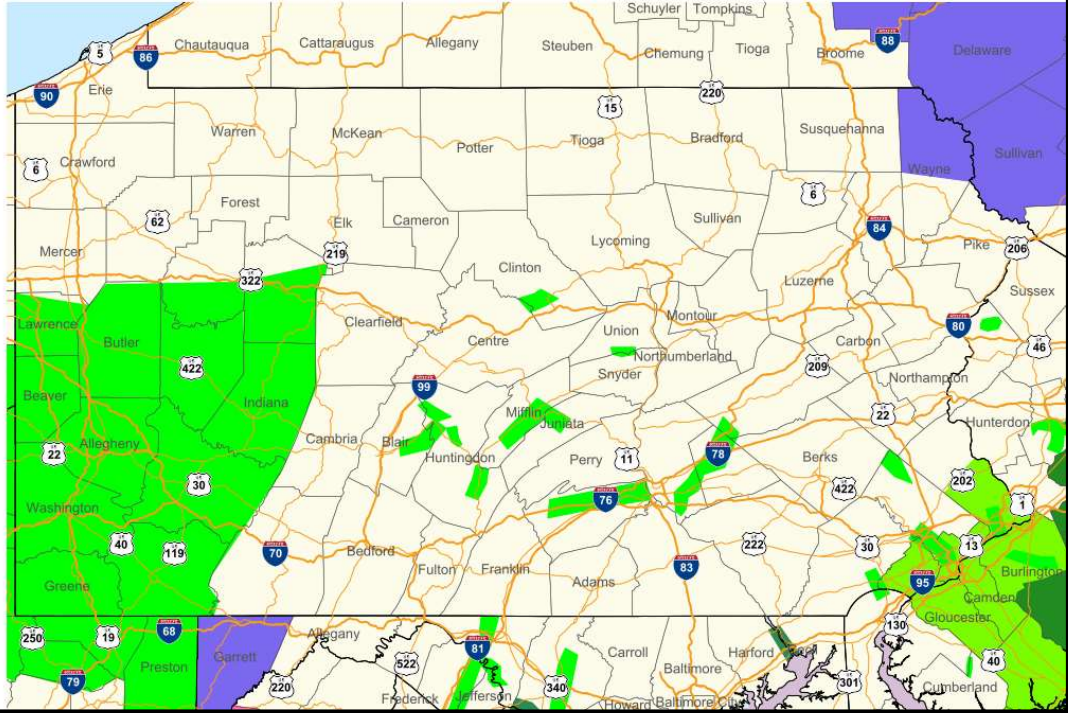 Schuyler Tompkins
5 86 Chautauqua Cattaraugus Allegany Steuben Chemung Tioga Broome 88 Delaware
90 Erie 15 220
Warren McKean Potter Tioga Bradford Susquehanna
6 Crawford Wayne Sullivan
Forest Cameron Sullivan 6
62 Elk
Mercer 219 Lycoming 84 Pike 206
322 Clinton Luzerne Sussex
Lawrence Clearfield Union Montour 80
Butler Centre Carbon 46
422 Snyder Northumberland 209 Northampton
Beaver Indiana 99 Mifflin Juniata 22 Hunterdon
22 Allegheny Cambria Blair Huntingdon Perry 11 78 Berks
30 422 202
Washington 76 1
40 119 70 Bedford 222 30 13
Greene Fulton Franklin Adams 83 95 Burlington
Camden
Gloucester
250 19 68 Allegany 130
Preston Garrett 81 Carroll Harford
79 220 522 340 Baltimore 301 40
Frederick Jefferson Howard Baltimore City Cumberland